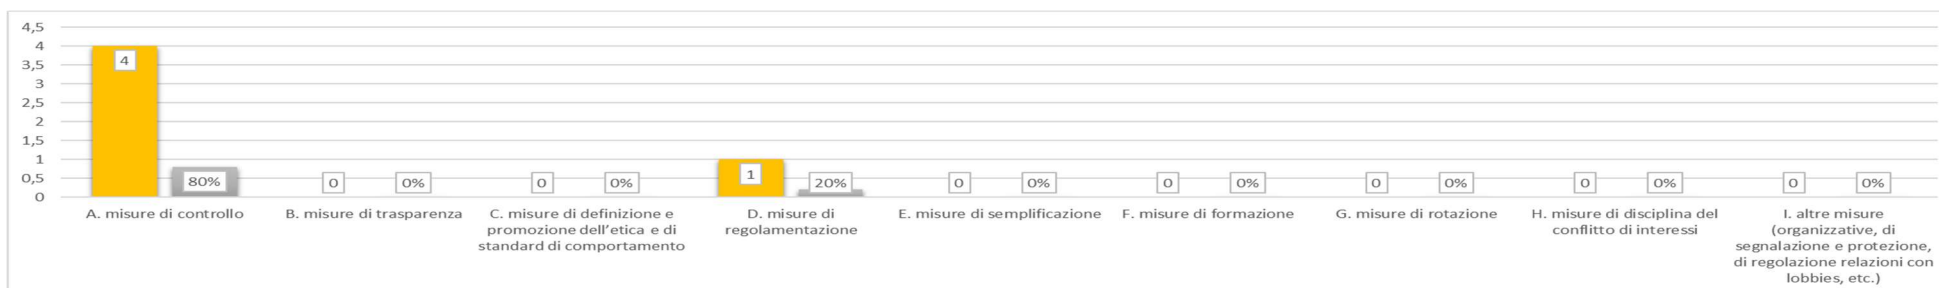 4,5
4
3,5
3
2,5
2
1,5
1
0,5
0
4
80%
0
0%
0
0%
1
20%
0
0%
0
0%
0
0%
0
0%
0
0%
A. misure di controllo
B. misure di trasparenza
C. misure di definizione e
promozione dell'etica e di
standard di comportamento
D. misure di
regolamentazione
E. misure di semplificazione
F. misure di formazione
G. misure di rotazione
H. misure di disciplina del
conflitto di interessi
I. altre misure
(organizzative, di
segnalazione e protezione,
di regolazione relazioni con
lobbies, etc.)